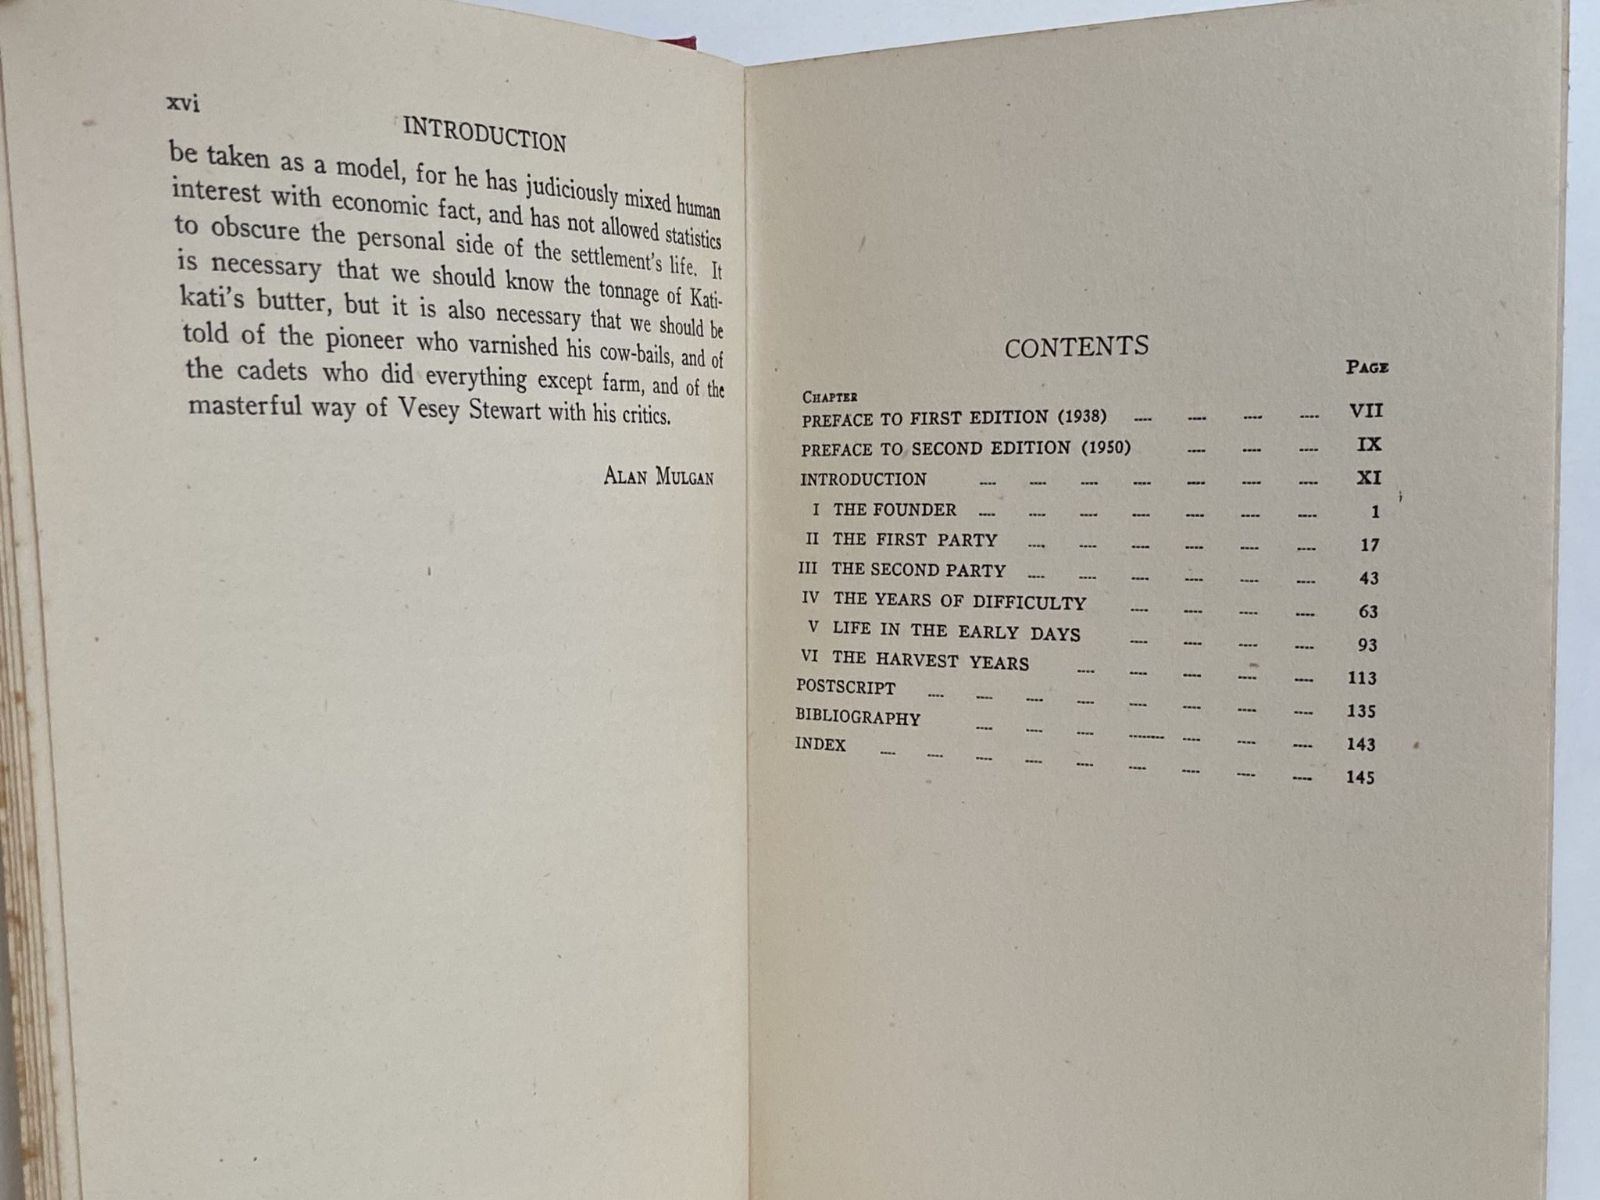 xvi
INTRODUCTION
be taken as a model, for he has judiciously mixed human
interest with economic fact, and has not allowed statistics
to obscure the personal side of the settlement's life. It
is necessary that we should know the tonnage of Kati-
kati's butter, but it is also necessary that we should be
told of the pioneer who varnished his cow-bails, and of
the cadets who did everything except farm, and of the
masterful way of Vesey Stewart with his critics.
ALAN MULGAN
CONTENTS
PAGE
CHAPTER
PREFACE TO FIRST EDITION (1938) .... .... .... .... VII
PREFACE TO SECOND EDITION (1950) .... .... .... IX
INTRODUCTION .... .... .... .... .... .... .... XI
I THE FOUNDER .... .... .... .... .... .... .... 1
II THE FIRST PARTY .... .... .... .... .... .... 17
III THE SECOND PARTY .... .... .... .... .... .... 43
IV THE YEARS OF DIFFICULTY .... .... .... .... 63
V LIFE IN THE EARLY DAYS .... .... .... .... 93
VI THE HARVEST YEARS .... .... .... .... .... 113
POSTSCRIPT .... .... .... .... .... .... .... .... 135
BIBLIOGRAPHY .... .... .... ........ .... .... .... 143
INDEX .... .... .... .... .... .... .... .... .... 145